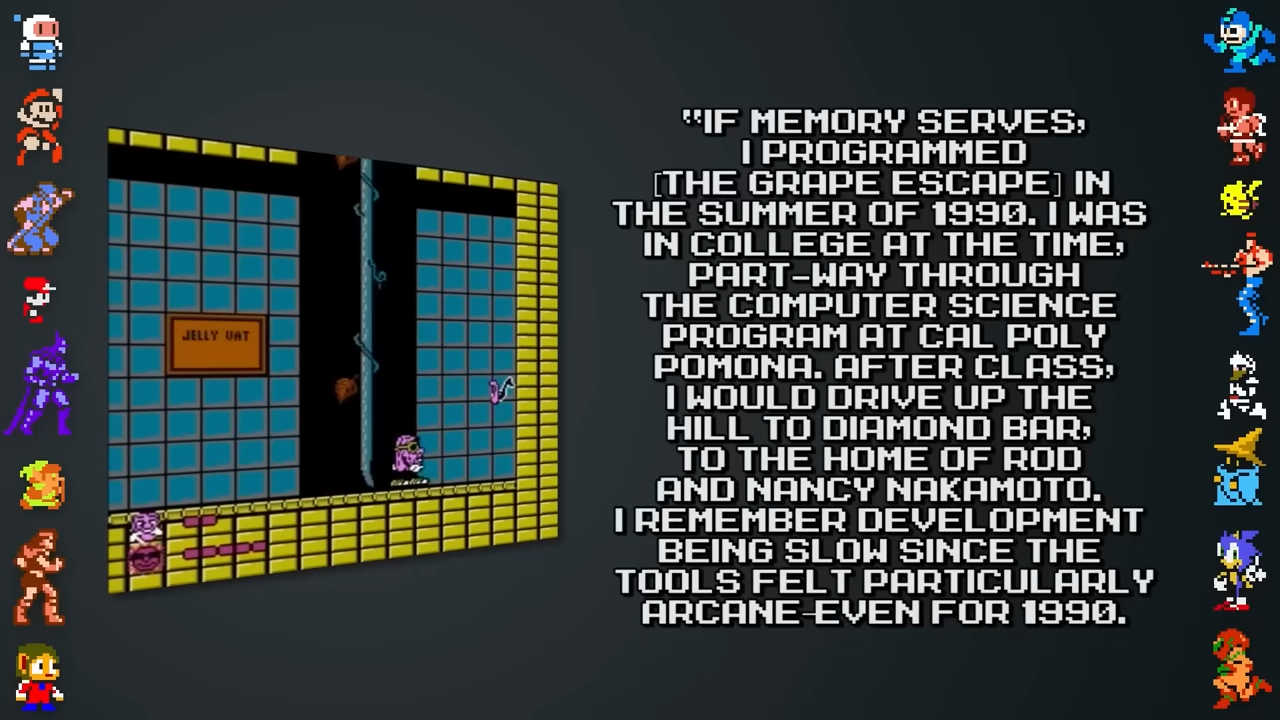 JELLY VAT
"IF MEMORY SERVES,
I PROGRAMMED
[THE GRAPE ESCAPE] IN
THE SUMMER OF 1990. I WAS
IN COLLEGE AT THE TIME,
PART-WAY THROUGH
THE COMPUTER SCIENCE
PROGRAM AT CAL POLY
POMONA. AFTER CLASS,
I WOULD DRIVE UP THE
HILL TO DIAMOND BAR,
TO THE HOME OF ROD
AND NANCY NAKAMOTO.
I REMEMBER DEVELOPMENT
BEING SLOW SINCE THE
TOOLS FELT PARTICULARLY
ARCANE-EVEN FOR 1990.